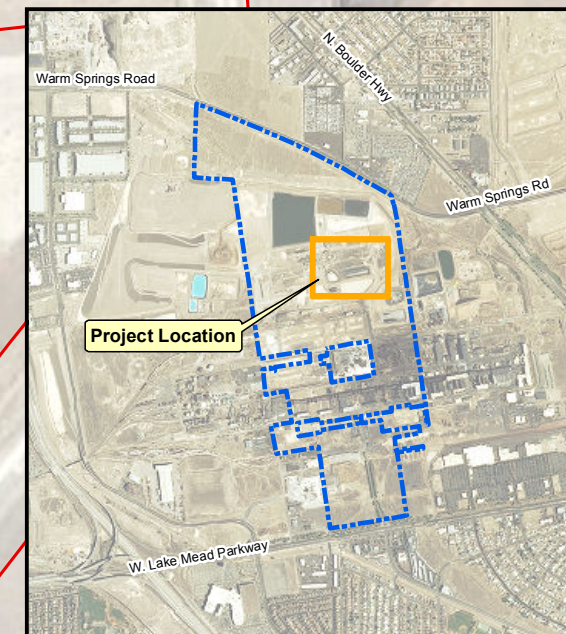 Warm Springs Road
N. Boulder Hwy
Warm Springs Rd
Project Location
W. Lake Mead Parkway